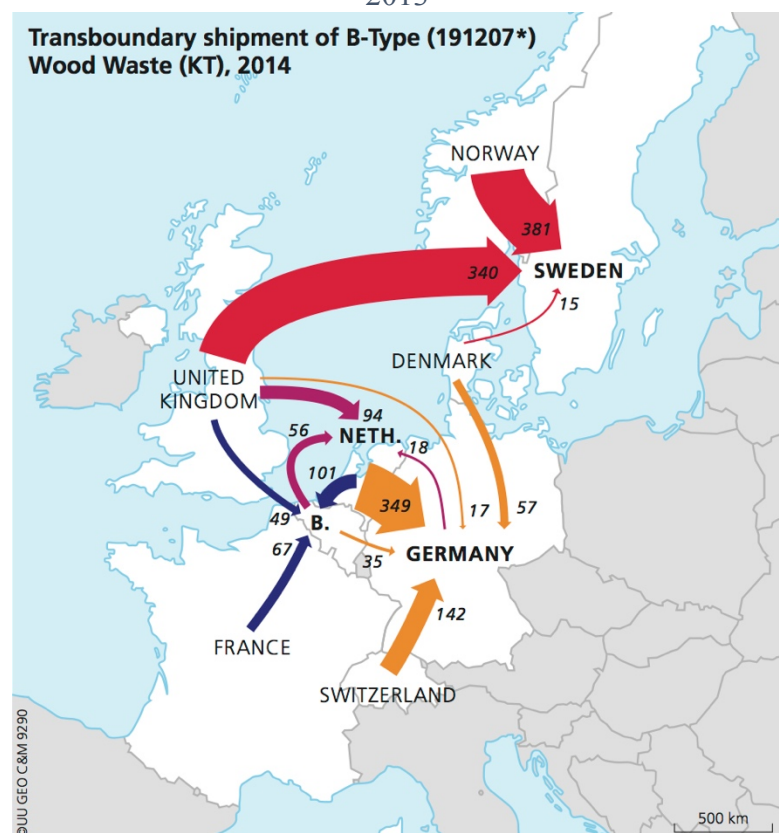 2015
Transboundary shipment of B-Type (191207*)
Wood Waste (KT), 2014
NORWAY
381
340
SWEDEN
15
DENMARK
UNITED
KINGDOM
94
56
NETH.
18
101
349
17
57
49
B.
67
35
GERMANY
142
FRANCE
SWITZERLAND
©UU GEO C&M 9290
500 km